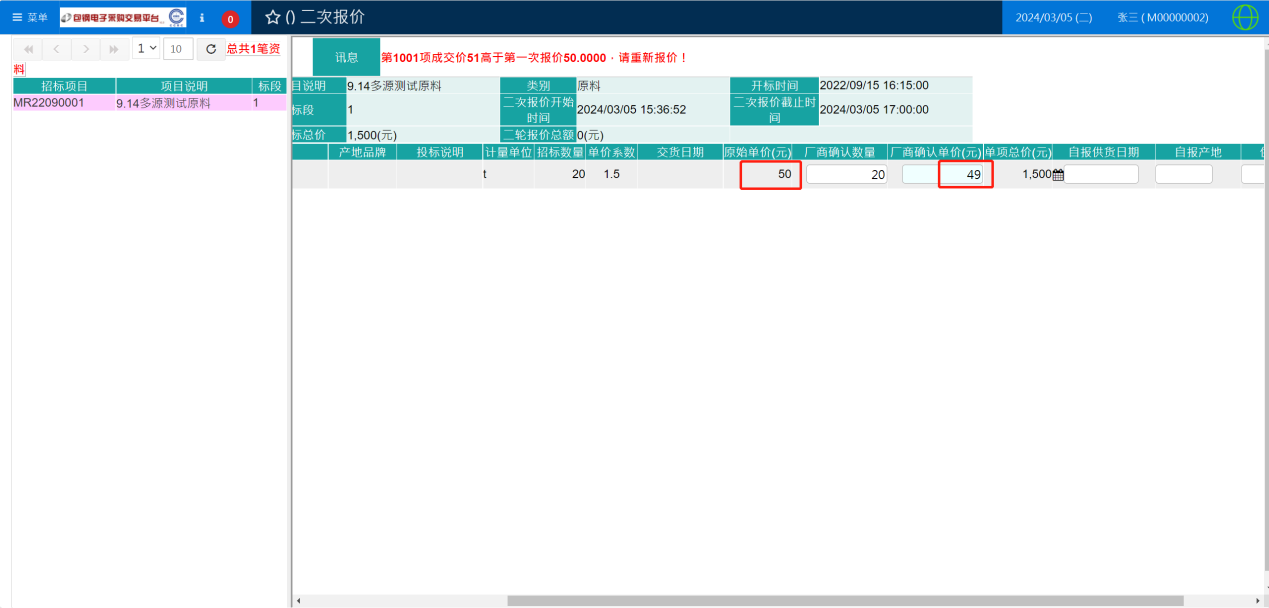 菜单 包钢电子采购交易平台 i 0 () 二次报价 2024/03/05 (二) 张三 ( M00000002)
1 10 总共1笔资料
招标项目 项目说明 标段
MR22090001 9.14多源测试原料 1
讯息 第1001项成交价51高于第一次报价50.0000，请重新报价！
目说明 9.14多源测试原料 类别 原料 开标时间 2022/09/15 16:15:00
标段 1 二次报价开始时间 2024/03/05 15:36:52 二次报价截止时间 2024/03/05 17:00:00
标总价 1,500(元) 二轮报价总额 0(元)
产地品牌 投标说明 计量单位 招标数量 单价系数 交货日期 原始单价(元) 厂商确认数量 厂商确认单价(元) 单项总价(元) 自报供货日期 自报产地
t 20 1.5 50 20 49 1,500